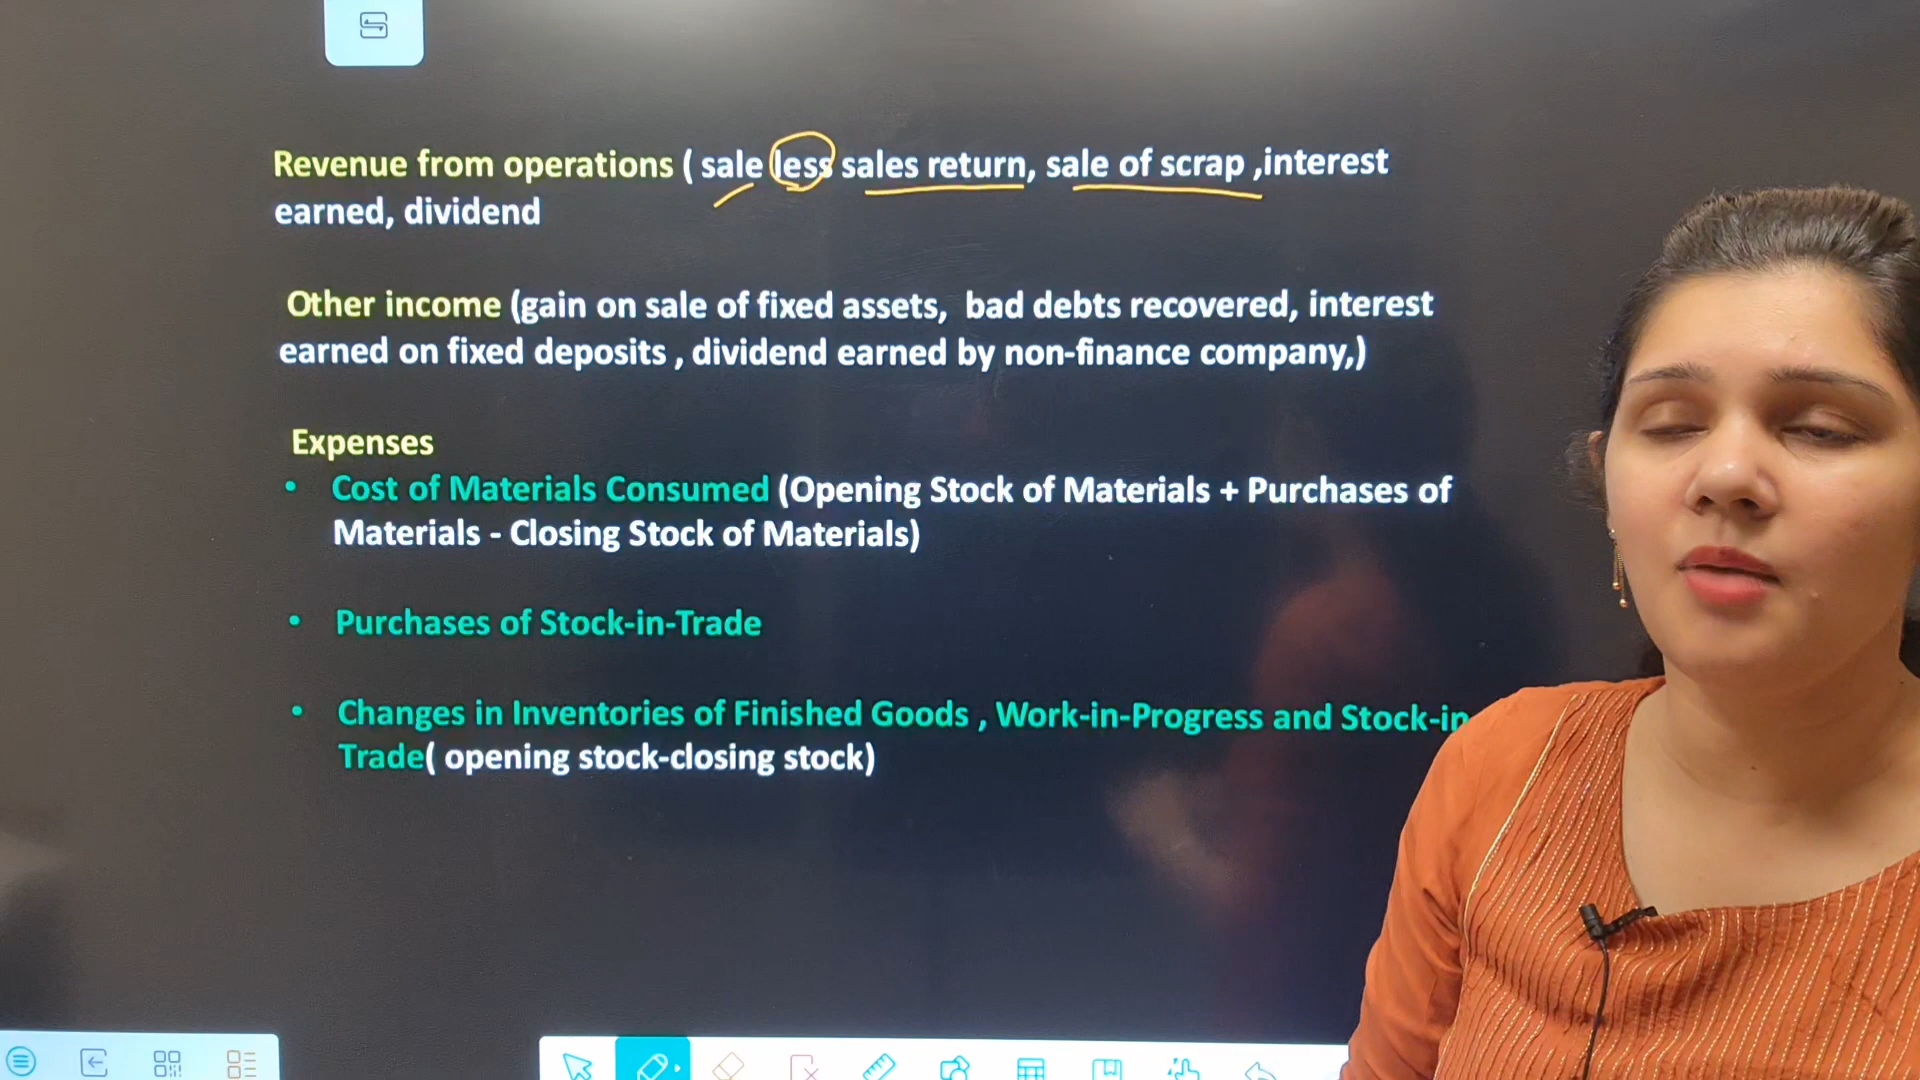 Revenue from operations ( sale less sales return, sale of scrap ,interest
earned, dividend
Other income (gain on sale of fixed assets, bad debts recovered, interest
earned on fixed deposits , dividend earned by non-finance company,)
Expenses
• Cost of Materials Consumed (Opening Stock of Materials + Purchases of
Materials - Closing Stock of Materials)
• Purchases of Stock-in-Trade
• Changes in Inventories of Finished Goods , Work-in-Progress and Stock-in
Trade( opening stock-closing stock)